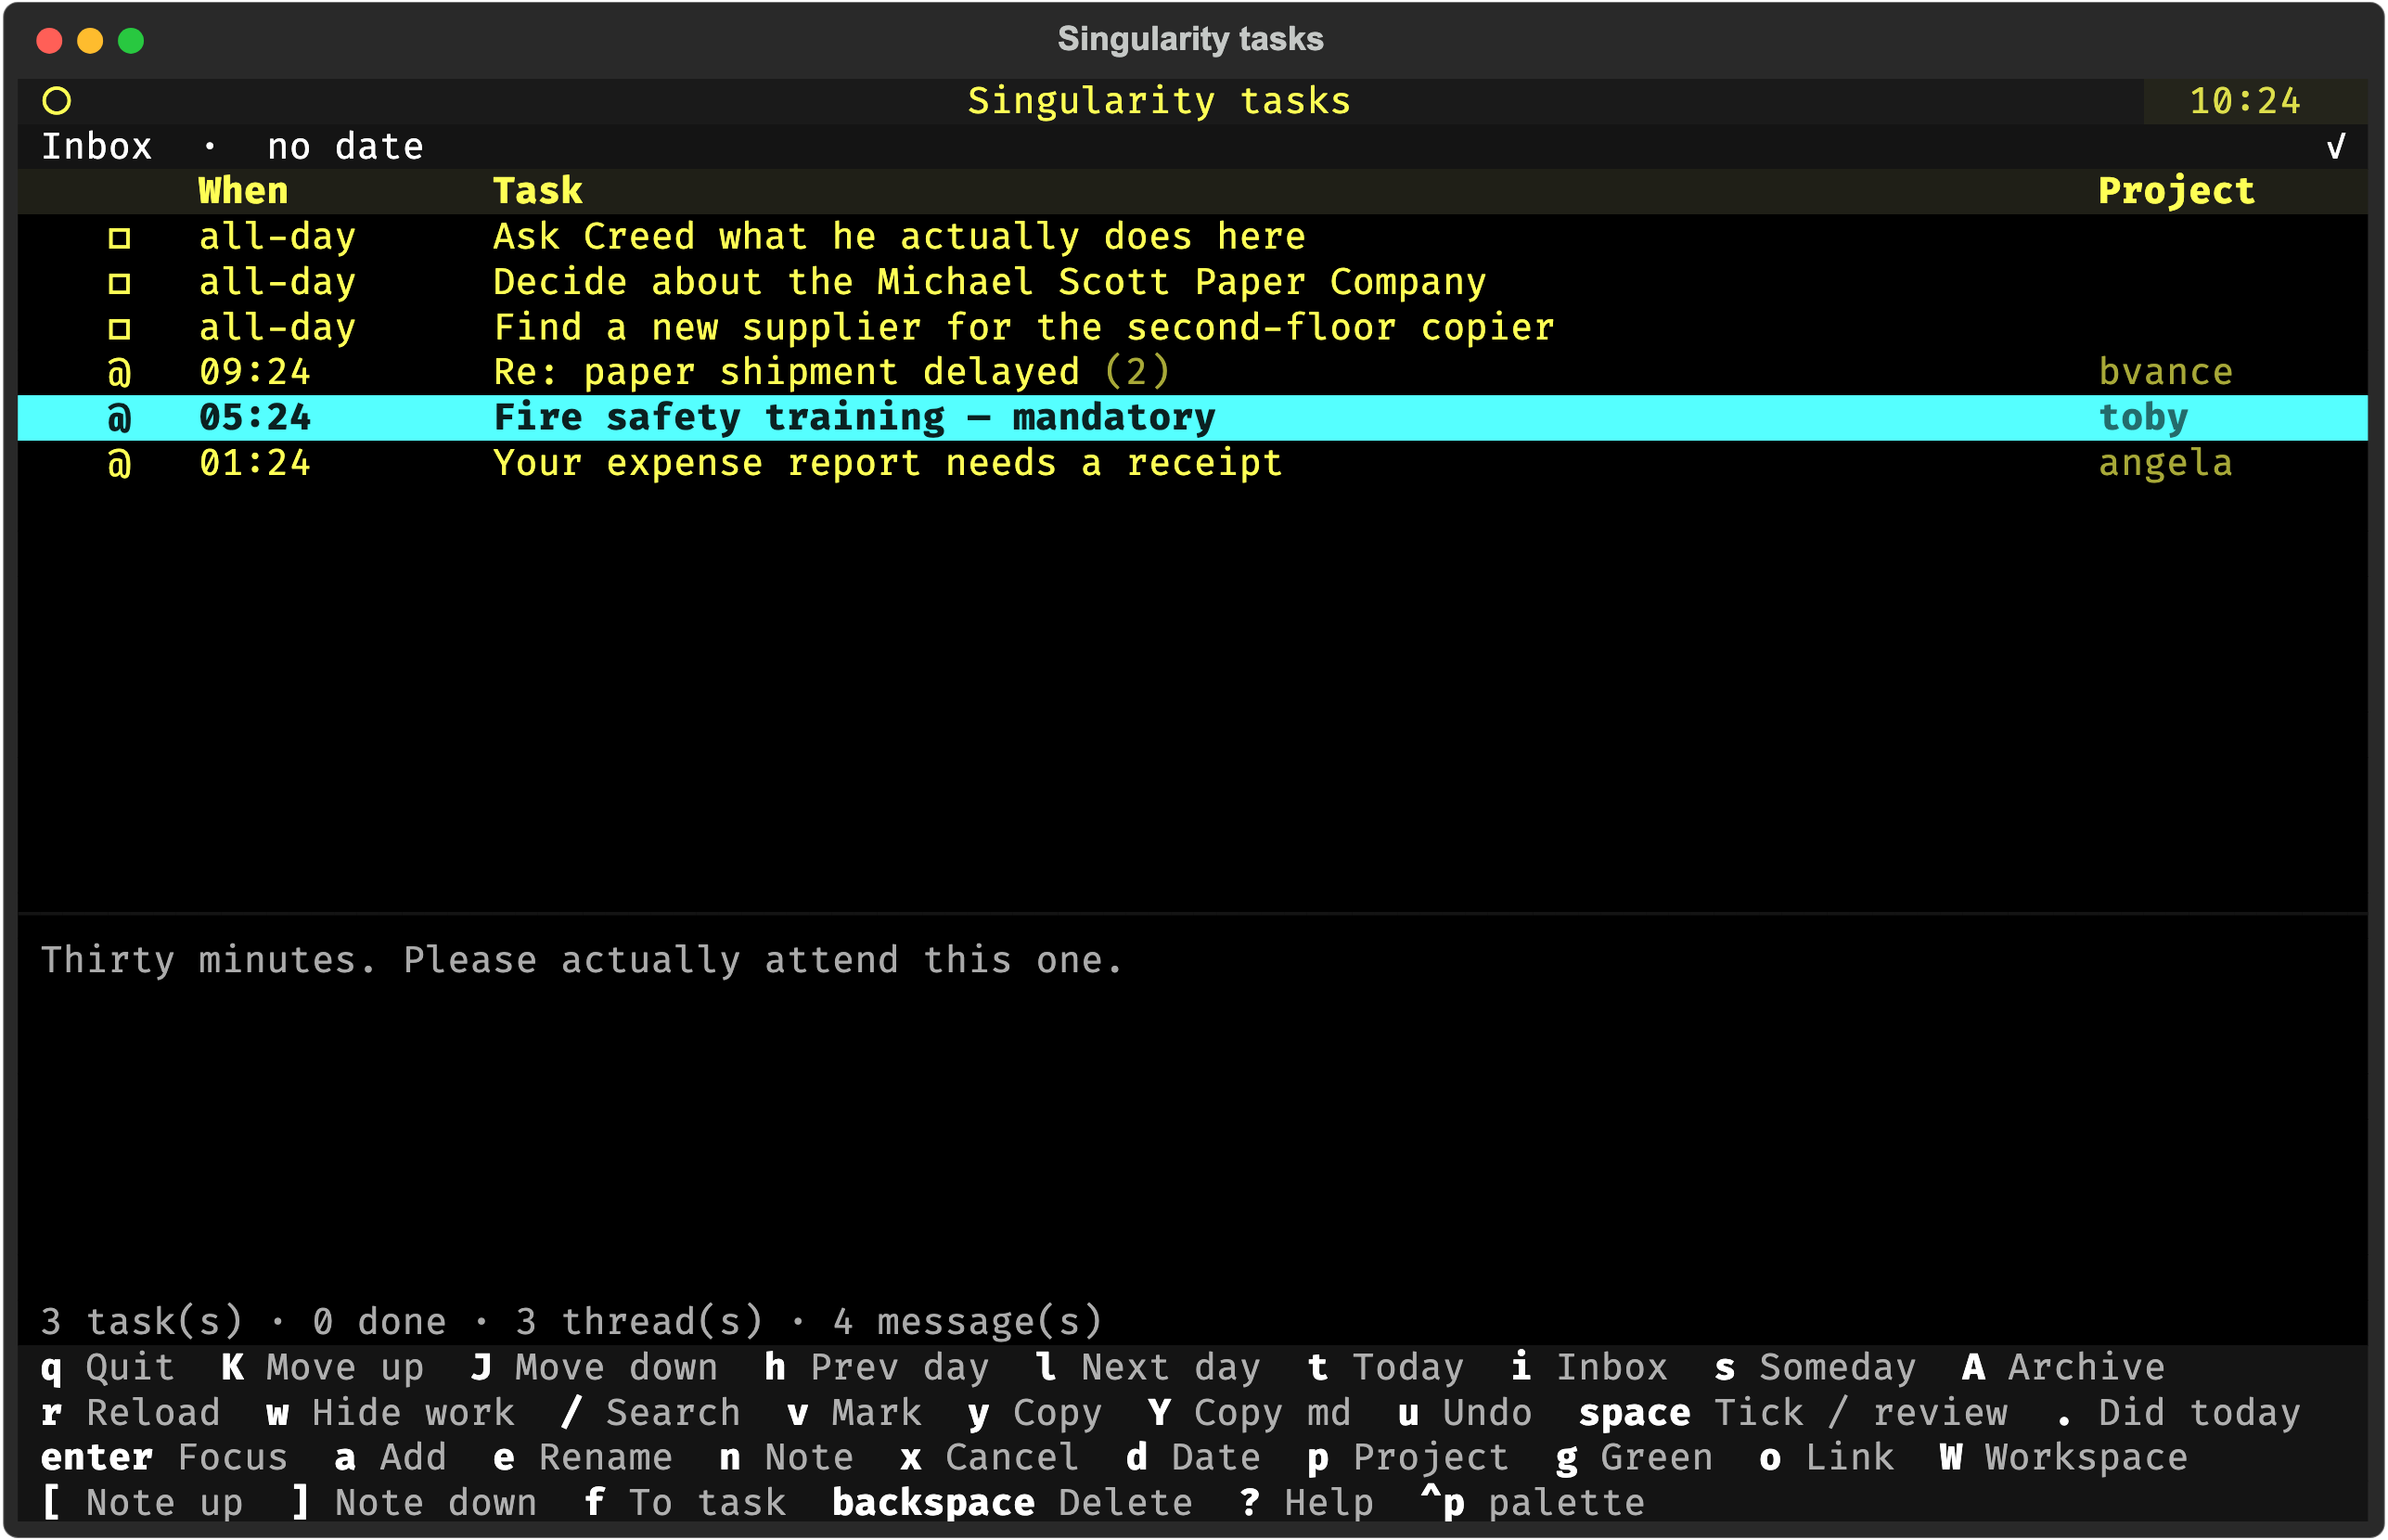 Singularity tasks
Singularity tasks 10:24
Inbox · no date √
When Task Project
all-day Ask Creed what he actually does here
all-day Decide about the Michael Scott Paper Company
all-day Find a new supplier for the second-floor copier
@ 09:24 Re: paper shipment delayed (2) bvance
@ 05:24 Fire safety training — mandatory toby
@ 01:24 Your expense report needs a receipt angela
Thirty minutes. Please actually attend this one.
3 task(s) · 0 done · 3 thread(s) · 4 message(s)
q Quit K Move up J Move down h Prev day l Next day t Today i Inbox s Someday A Archive
r Reload w Hide work / Search v Mark y Copy Y Copy md u Undo space Tick / review . Did today
enter Focus a Add e Rename n Note x Cancel d Date p Project g Green o Link W Workspace
[ Note up ] Note down f To task backspace Delete ? Help ^p palette